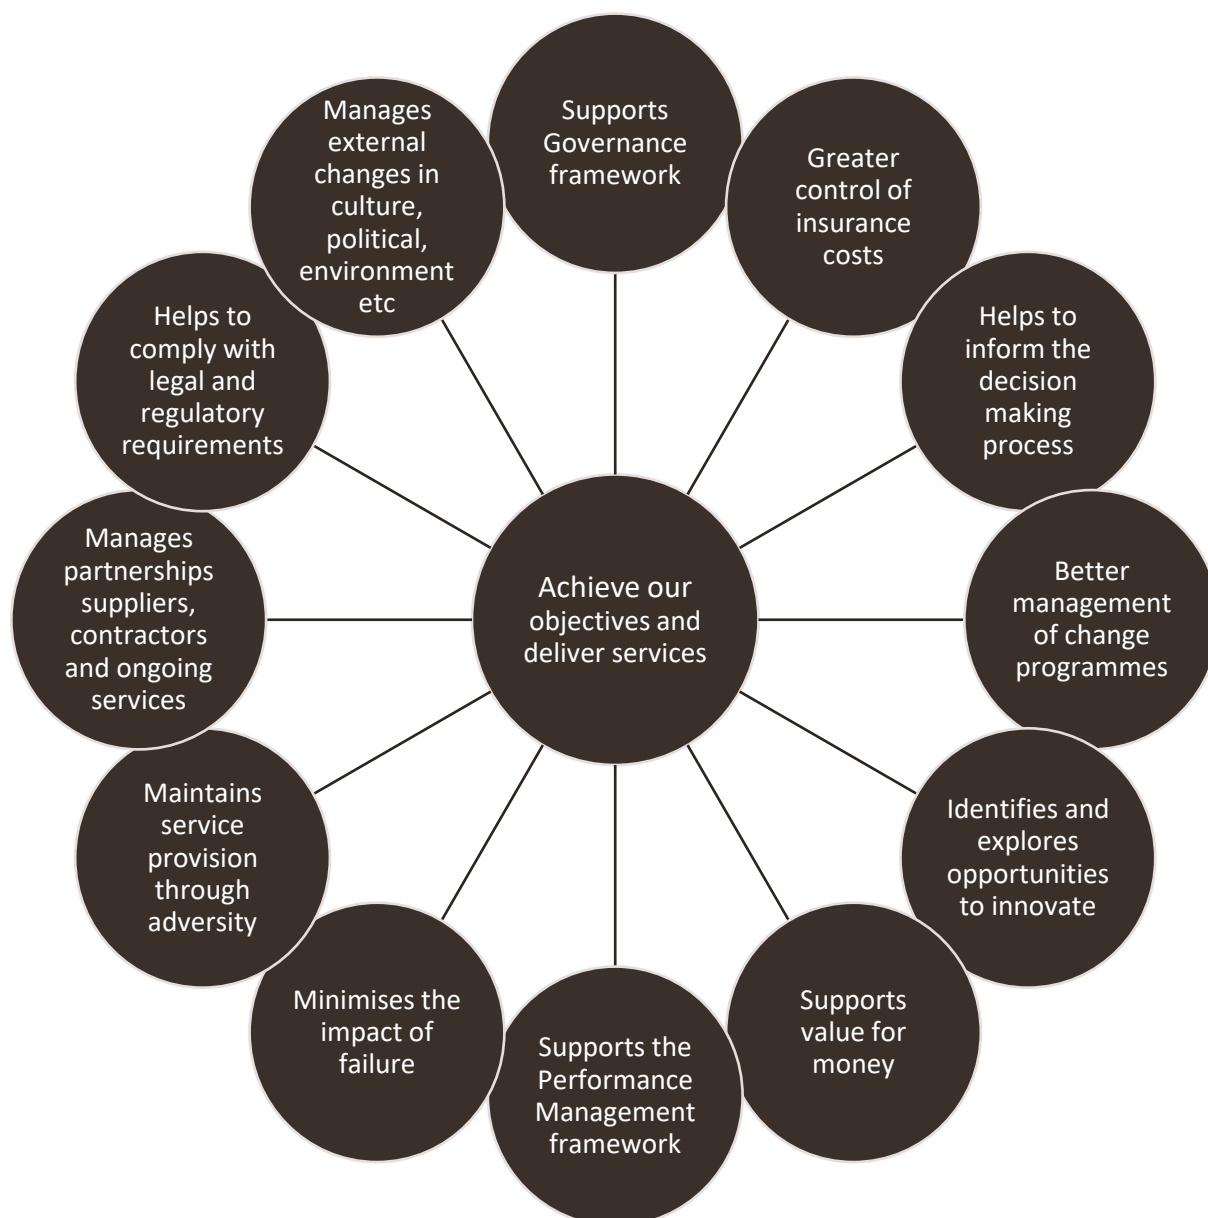 Supports
Governance
framework
Greater
control of
insurance
costs
Helps to
inform the
decision
making
process
Better
management
of change
programmes
Identifies and
explores
opportunities
to innovate
Supports
value for
money
Supports the
Performance
Management
framework
Minimises the
impact of
failure
Maintains
service
provision
through
adversity
Manages
partnerships
suppliers,
contractors
and ongoing
services
Helps to
comply with
legal and
regulatory
requirements
Manages
external
changes in
culture,
political,
environment
etc
Achieve our
objectives and
deliver services